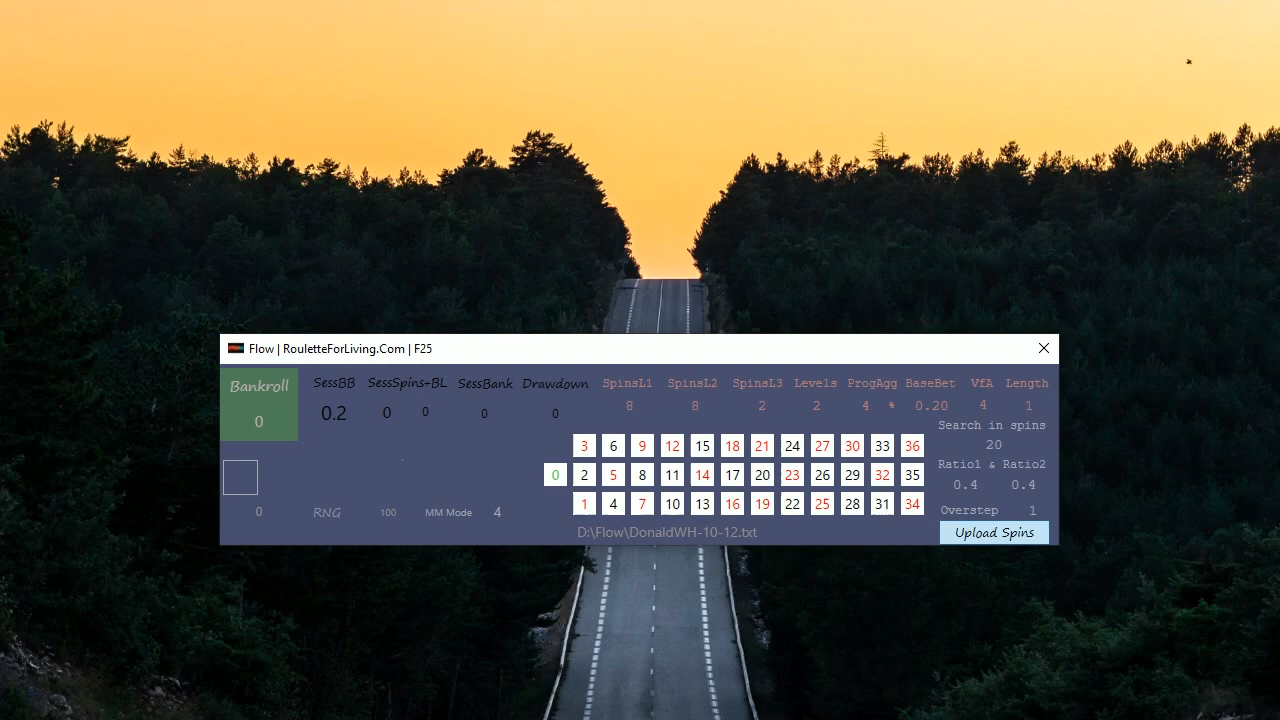 Flow | RouletteForLiving.Com | F25
Bankroll SessBB SessSpins+BL SessBank Drawdown SpinsL1 SpinsL2 SpinsL3 Levels ProgAgg BaseBet VfA Length
0 0.2 0 0 0 0 8 8 2 2 4 % 0.20 4 1
Search in spins
20
3 6 9 12 15 18 21 24 27 30 33 36
Ratio1 & Ratio2
0 2 5 8 11 14 17 20 23 26 29 32 35
0.4 0.4
1 4 7 10 13 16 19 22 25 28 31 34
0 RNG 100 MM Mode 4
Overstep 1
D:\Flow\DonaldWH-10-12.txt
Upload Spins